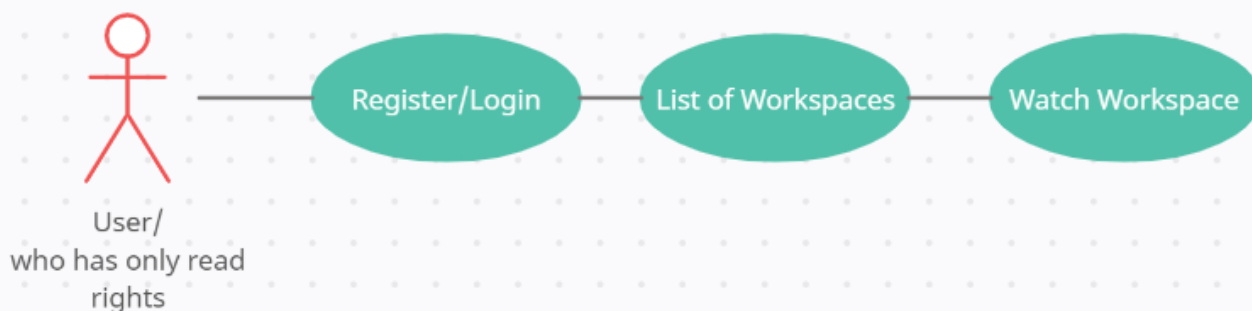 Register/Login
List of Workspaces
Watch Workspace
User/
who has only read
rights